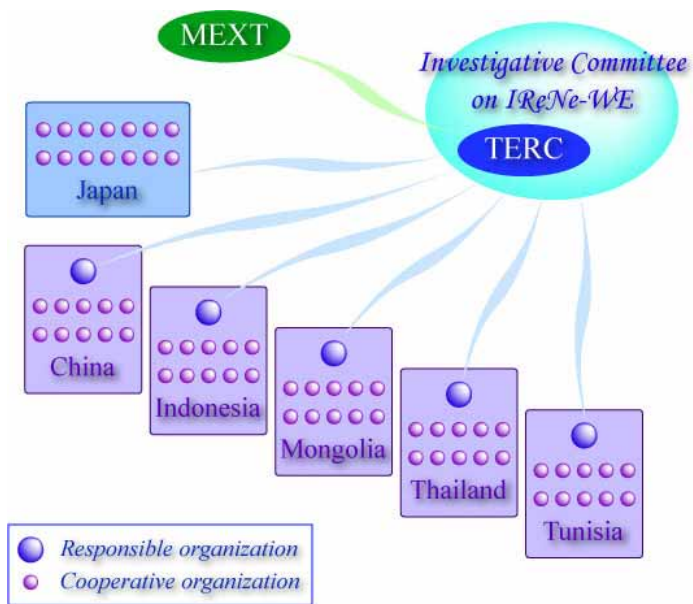 MEXT
Investigative Committee
on IReNe-WE
TERC
Japan
China
Indonesia
Mongolia
Thailand
Tunisia
Responsible organization
Cooperative organization